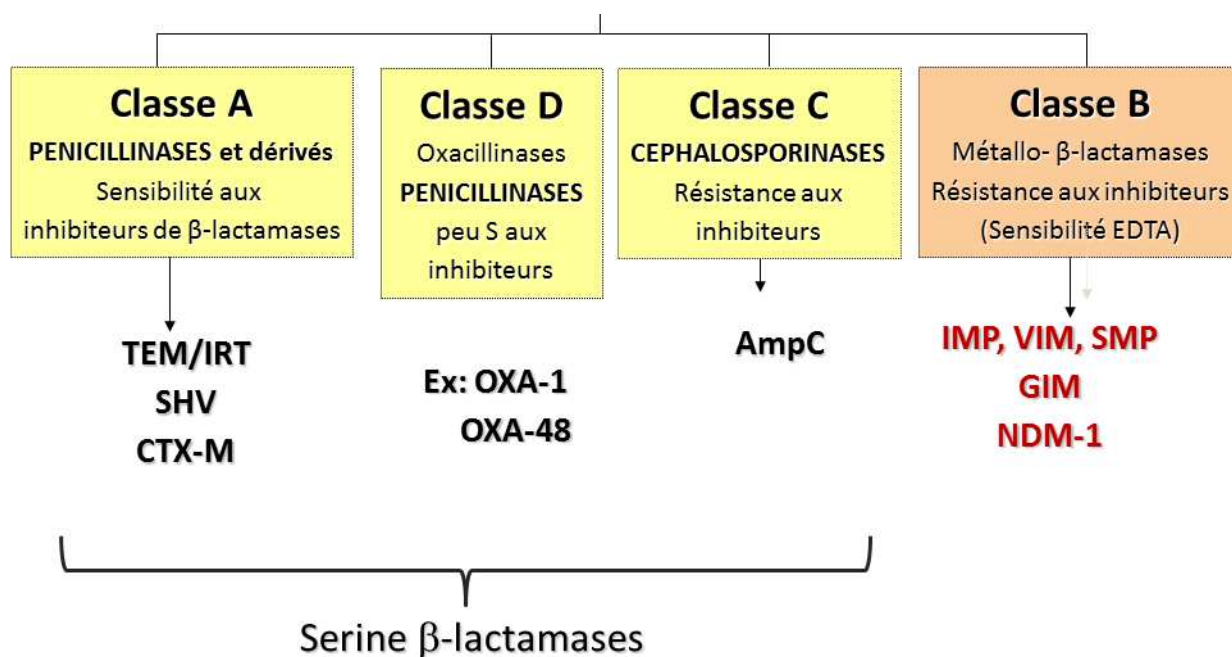 Classe A
PENICILLINASES et dérivés
Sensibilité aux
inhibiteurs de β-lactamases
TEM/IRT
SHV
CTX-M
Classe D
Oxacillinases
PENICILLINASES
peu S aux
inhibiteurs
Ex: OXA-1
OXA-48
Classe C
CEPHALOSPORINASES
Résistance aux
inhibiteurs
AmpC
Classe B
Métallo- β-lactamases
Résistance aux inhibiteurs
(Sensibilité EDTA)
IMP, VIM, SMP
GIM
NDM-1
Serine β-lactamases